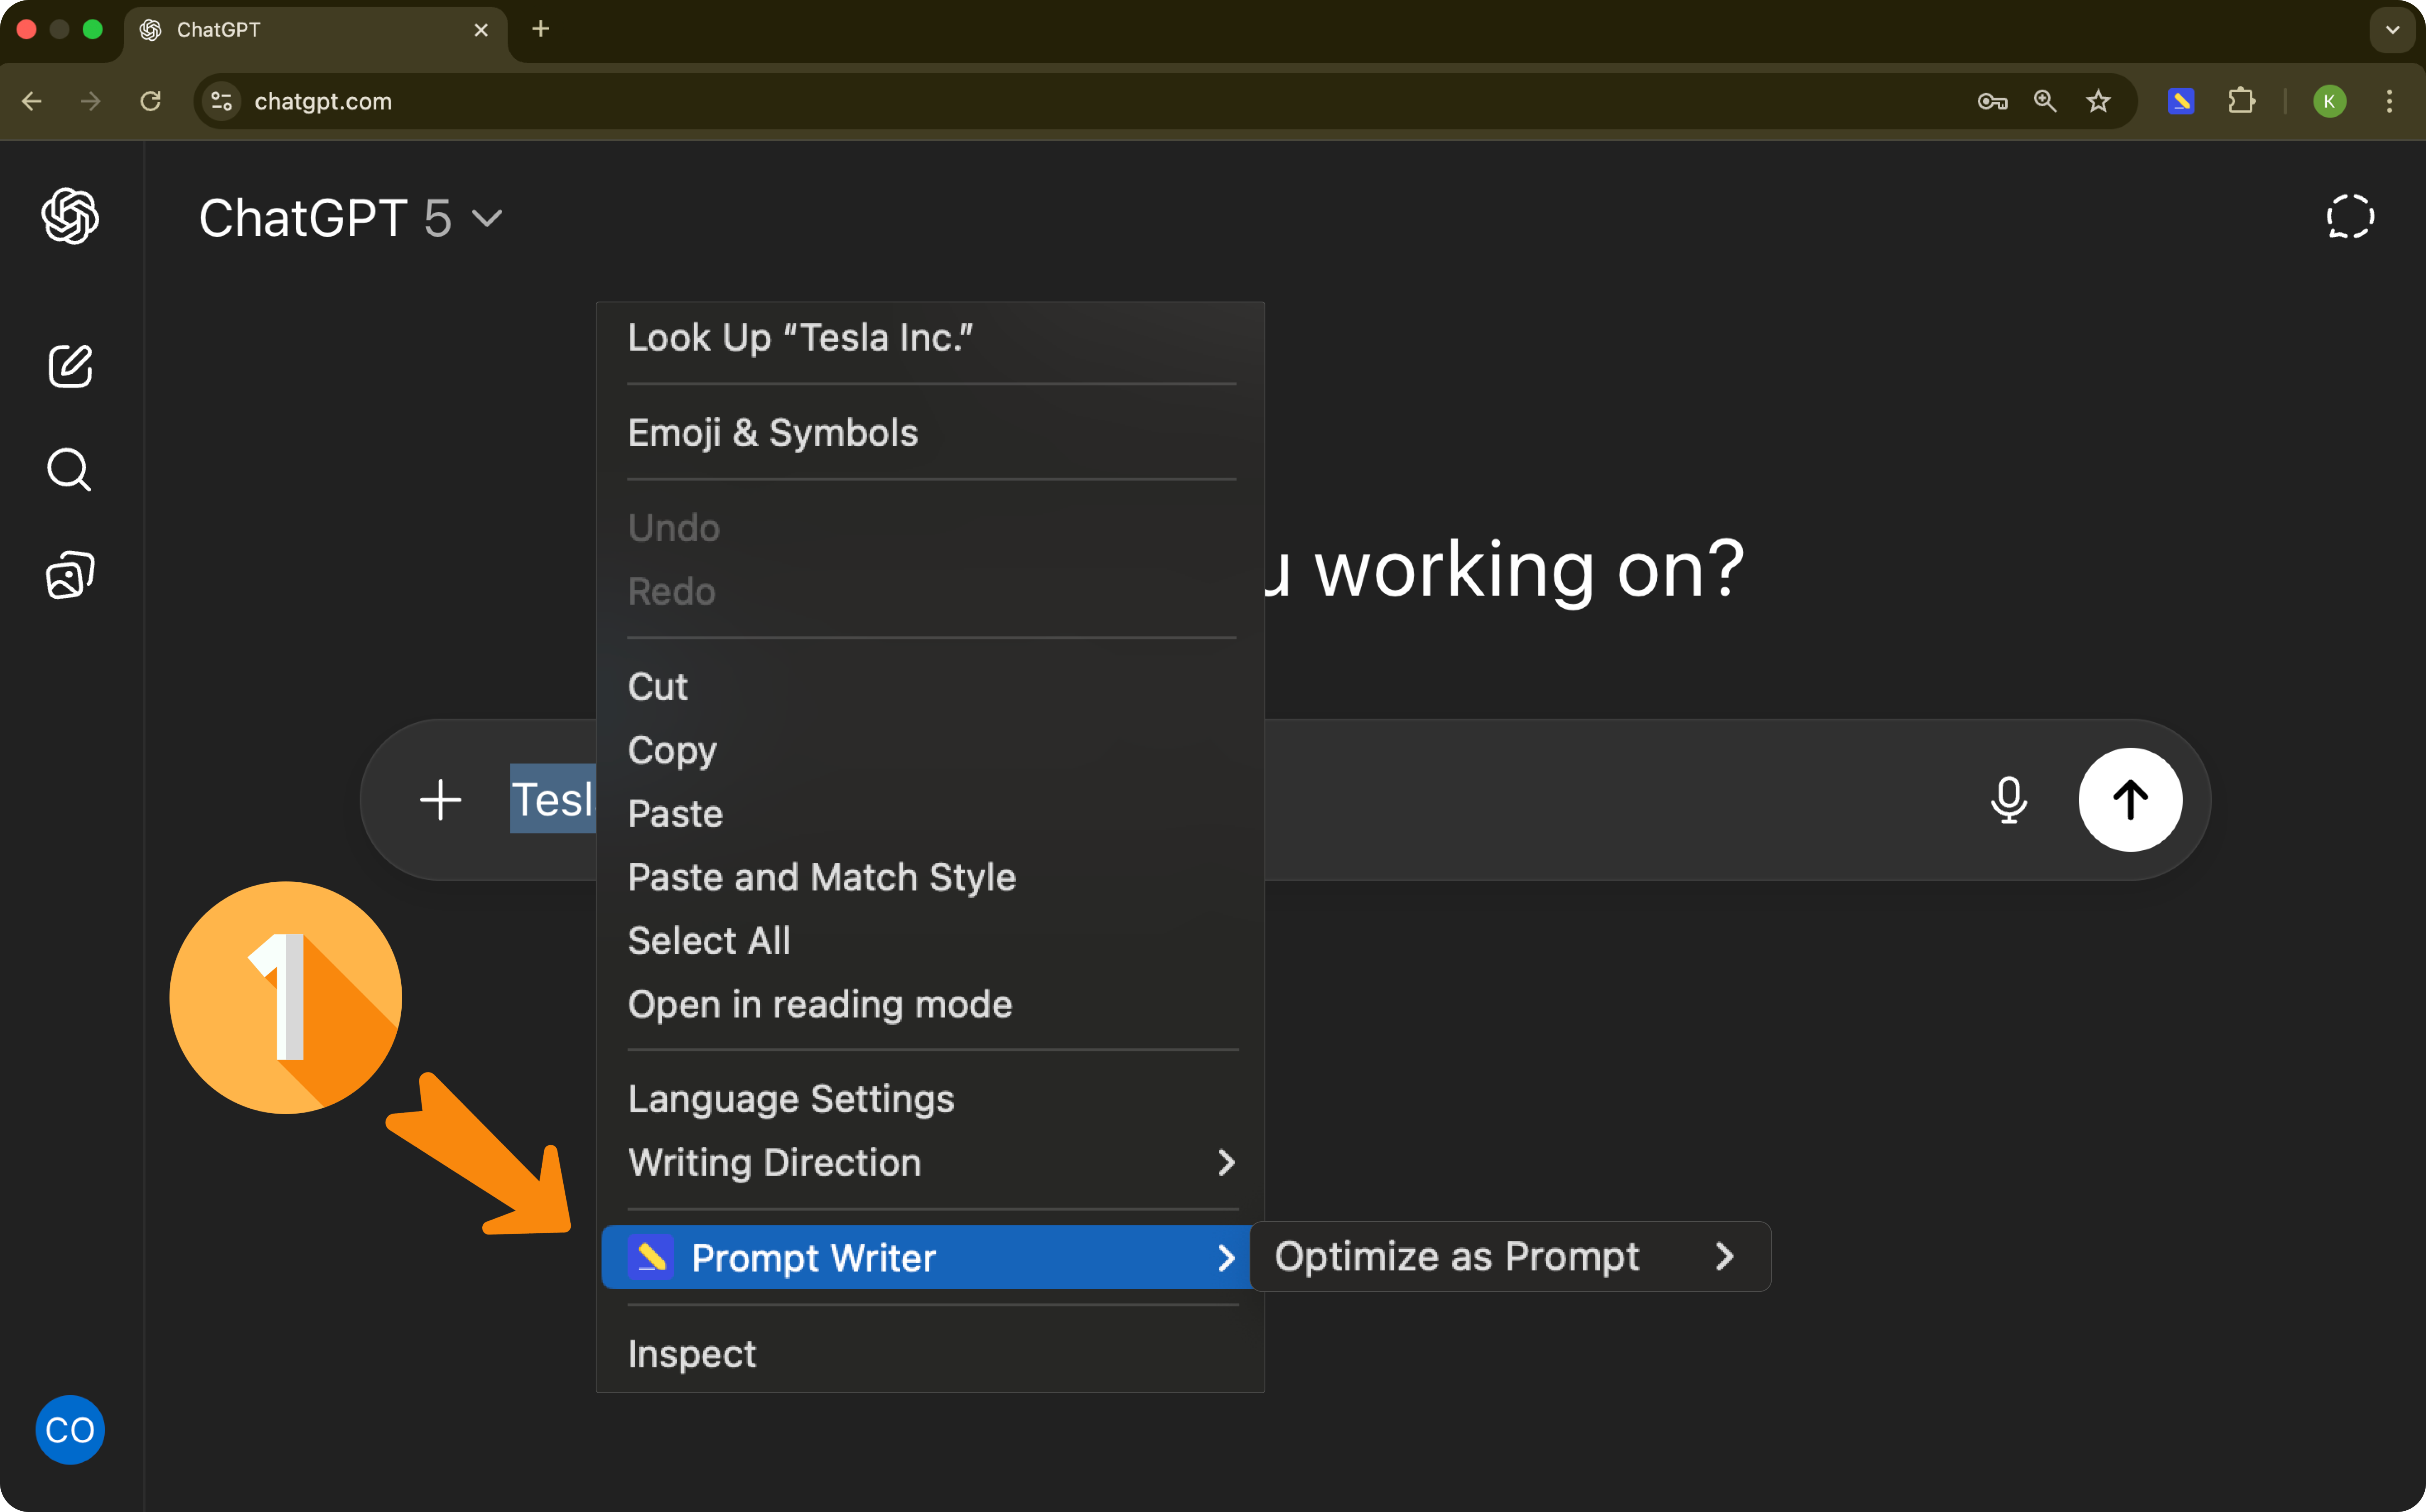 ChatGPT
chatgpt.com
K
ChatGPT 5
Look Up “Tesla Inc.”
Emoji & Symbols
Undo
Redo
u working on?
Cut
Copy
Tesl
Paste
Paste and Match Style
Select All
Open in reading mode
1
Language Settings
Writing Direction
Prompt Writer
Optimize as Prompt
Inspect
CO